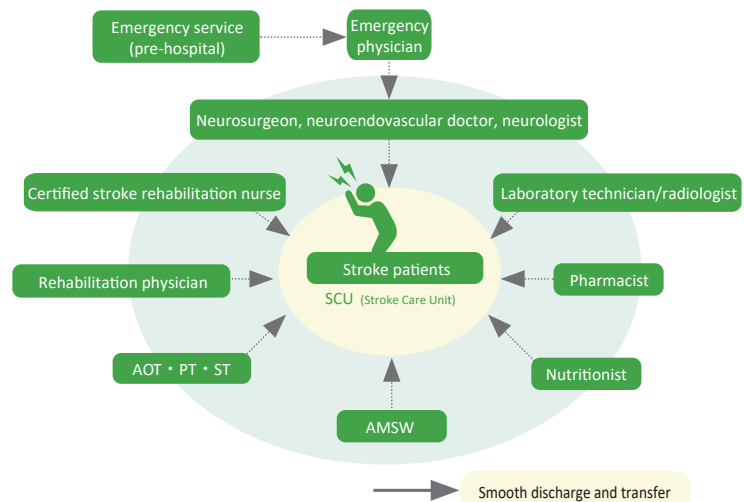 Emergency service
(pre-hospital)
Emergency
physician
Neurosurgeon, neuroendovascular doctor, neurologist
Certified stroke rehabilitation nurse
Laboratory technician/radiologist
Stroke patients
SCU (Stroke Care Unit)
Rehabilitation physician
Pharmacist
AOT・PT・ST
Nutritionist
AMSW
Smooth discharge and transfer